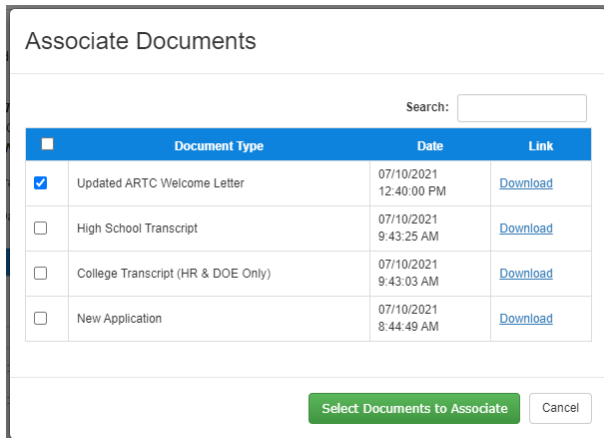 Associate Documents
Search:
Document Type Date Link
Updated ARTC Welcome Letter 07/10/2021 12:40:00 PM Download
High School Transcript 07/10/2021 9:43:25 AM Download
College Transcript (HR & DOE Only) 07/10/2021 9:43:03 AM Download
New Application 07/10/2021 8:44:49 AM Download
Select Documents to Associate Cancel